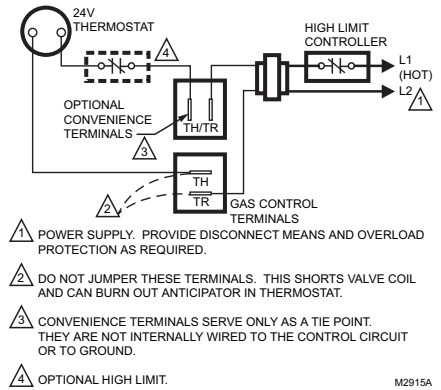 24V
THERMOSTAT
4
HIGH LIMIT
CONTROLLER
L1
(HOT)
L2
1
OPTIONAL
CONVENIENCE
TERMINALS
3
TH/TR
TH
TR
2
GAS CONTROL
TERMINALS
1 POWER SUPPLY. PROVIDE DISCONNECT MEANS AND OVERLOAD
PROTECTION AS REQUIRED.
2 DO NOT JUMPER THESE TERMINALS. THIS SHORTS VALVE COIL
AND CAN BURN OUT ANTICIPATOR IN THERMOSTAT.
3 CONVENIENCE TERMINALS SERVE ONLY AS A TIE POINT.
THEY ARE NOT INTERNALLY WIRED TO THE CONTROL CIRCUIT
OR TO GROUND.
4 OPTIONAL HIGH LIMIT.
M2915A